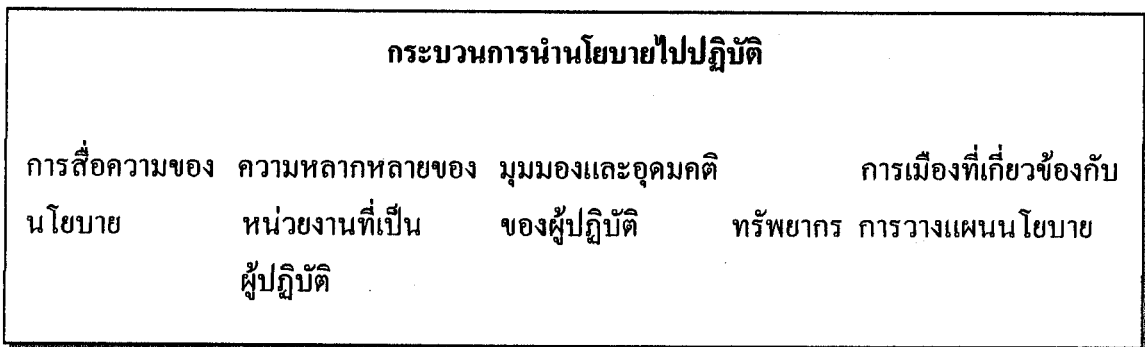 กระบวนการนำนโยบายไปปฏิบัติ
การสื่อความของ ความหลากหลายของ มุมมองและอุดมคติ การเมืองที่เกี่ยวข้องกับ
นโยบาย หน่วยงานที่เป็น ของผู้ปฏิบัติ ทรัพยากร การวางแผนนโยบาย
ผู้ปฏิบัติ